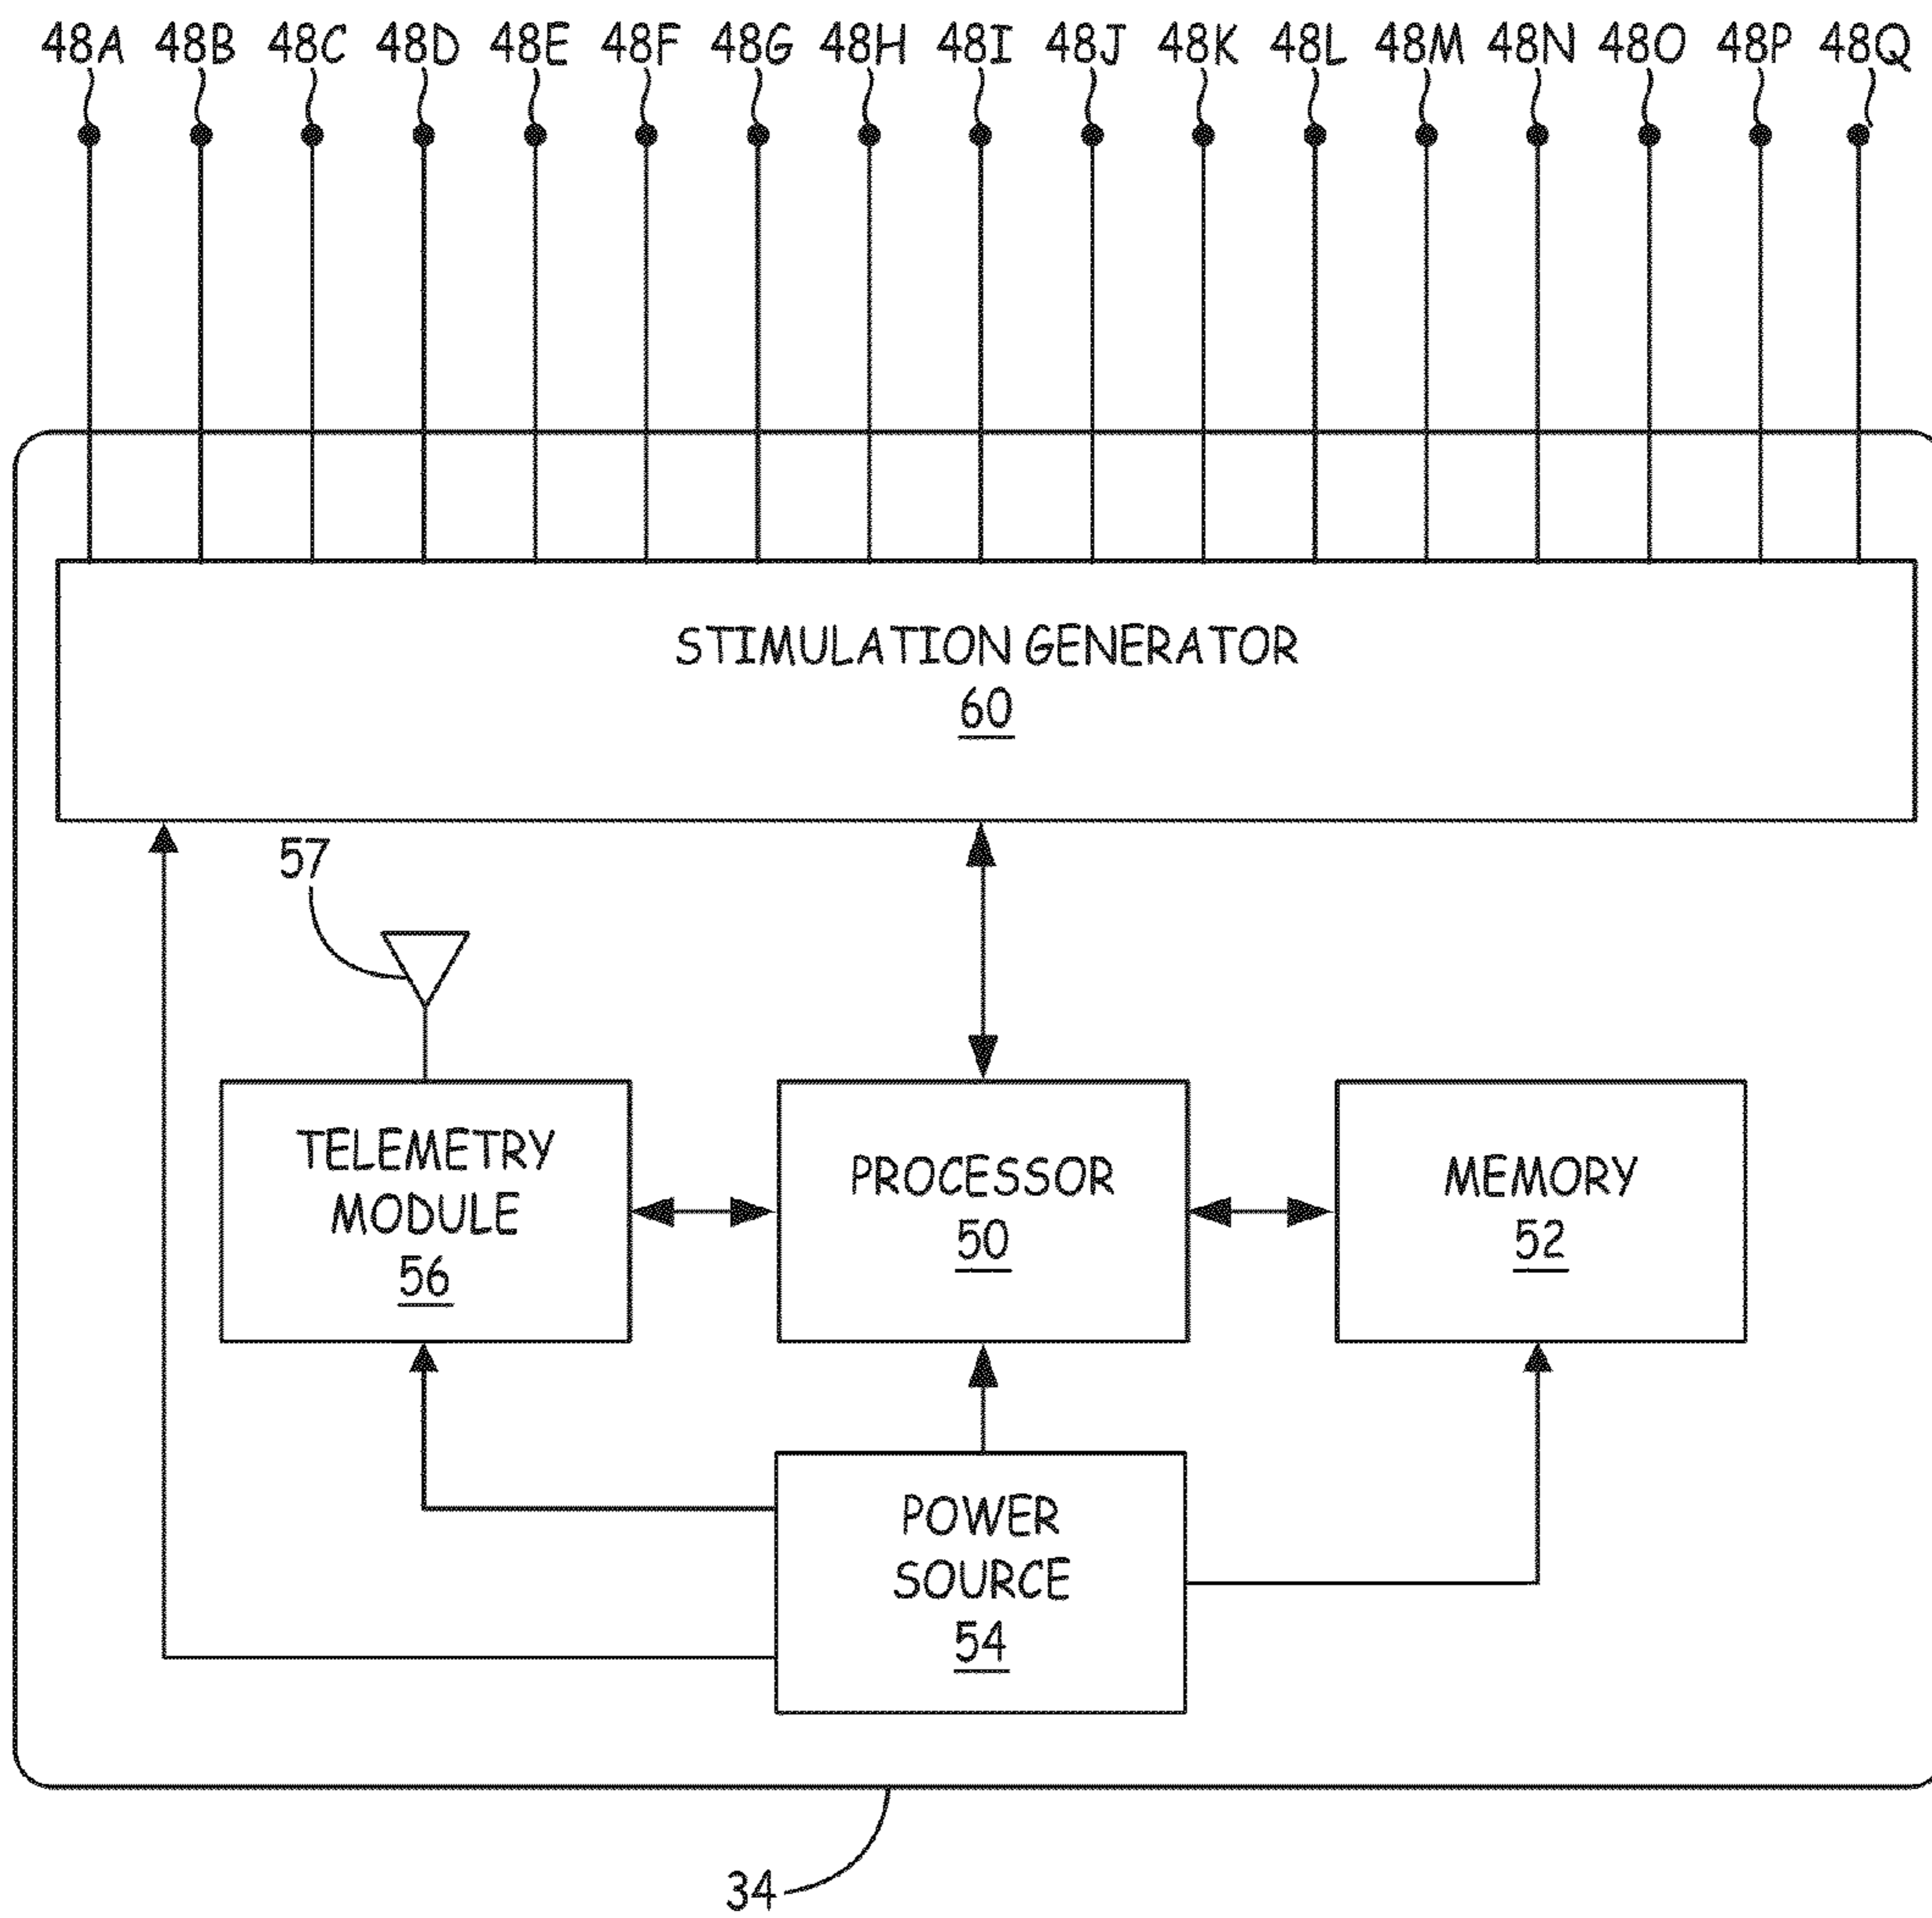 48A 48B 48C 48D 48E 48F 48G 48H 48I 48J 48K 48L 48M 48N 48O 48P 48Q
STIMULATION GENERATOR
60
57
TELEMETRY
MODULE
56
PROCESSOR
50
MEMORY
52
POWER
SOURCE
54
34